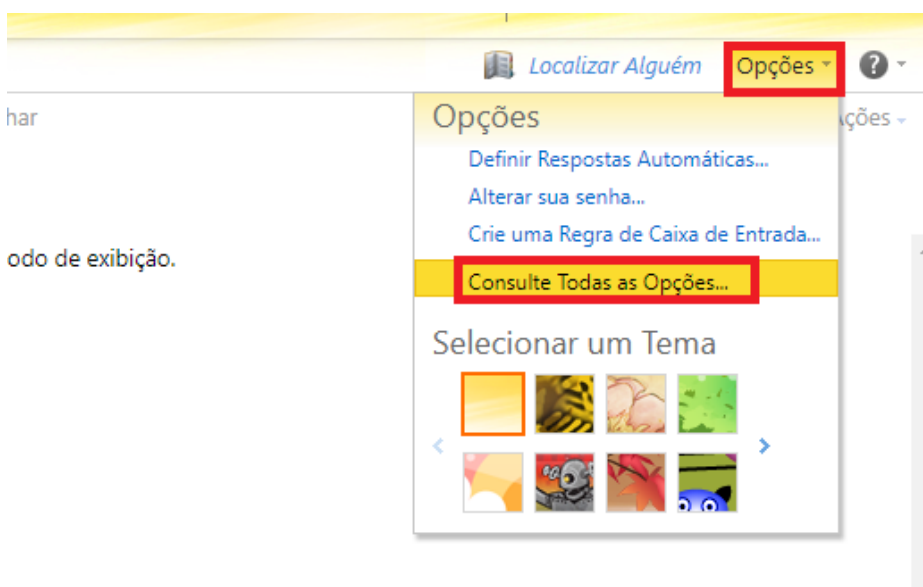 Localizar Alguém Opções ?
har
Opções
ções
Definir Respostas Automáticas...
Alterar sua senha...
Crie uma Regra de Caixa de Entrada...
odo de exibição.
Consulte Todas as Opções...
Selecionar um Tema